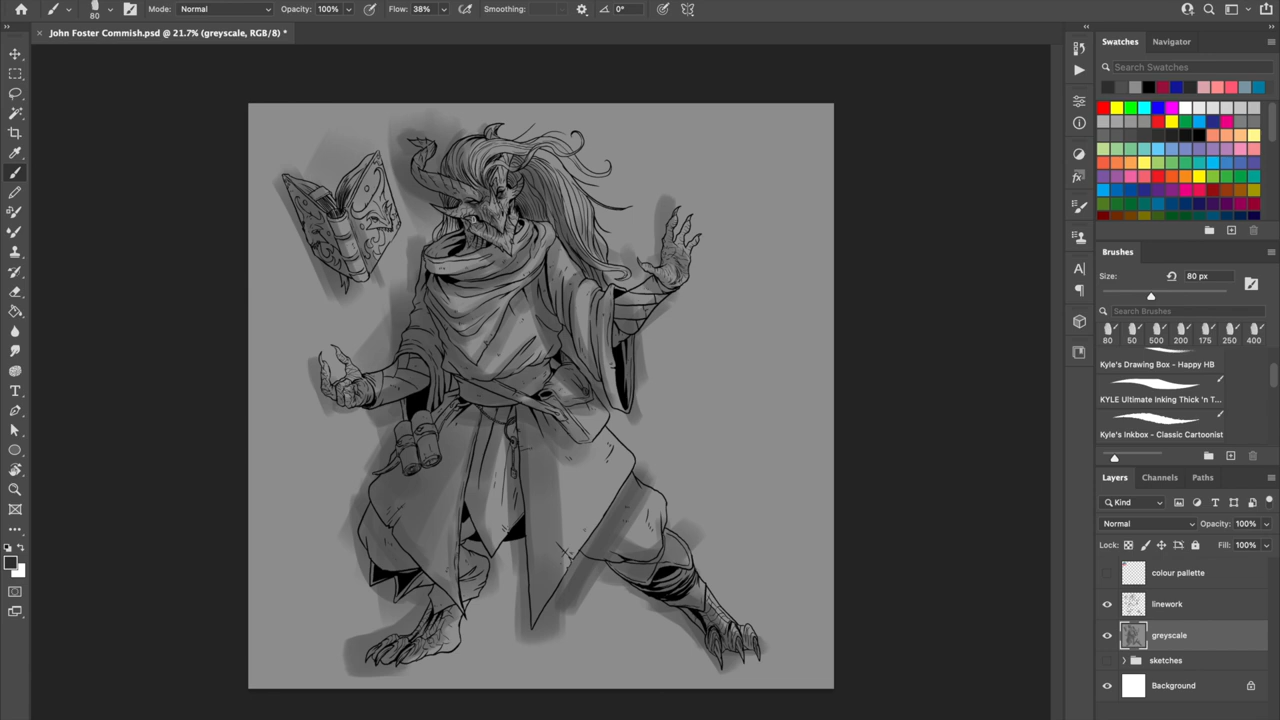 80
Mode: Normal
Opacity: 100%
Flow: 38%
Smoothing:
0°
× John Foster Commish.psd @ 21.7% (greyscale, RGB/8) *
Swatches Navigator
Search Swatches
Brushes
Size: 80 px
Search Brushes
80 50 500 200 175 250 400
Kyle's Drawing Box - Happy HB
KYLE Ultimate Inking Thick 'n T...
Kyle's Inkbox - Classic Cartoonist
Layers Channels Paths
Kind
Normal Opacity: 100%
Lock: Fill: 100%
colour pallette
linework
greyscale
sketches
Background